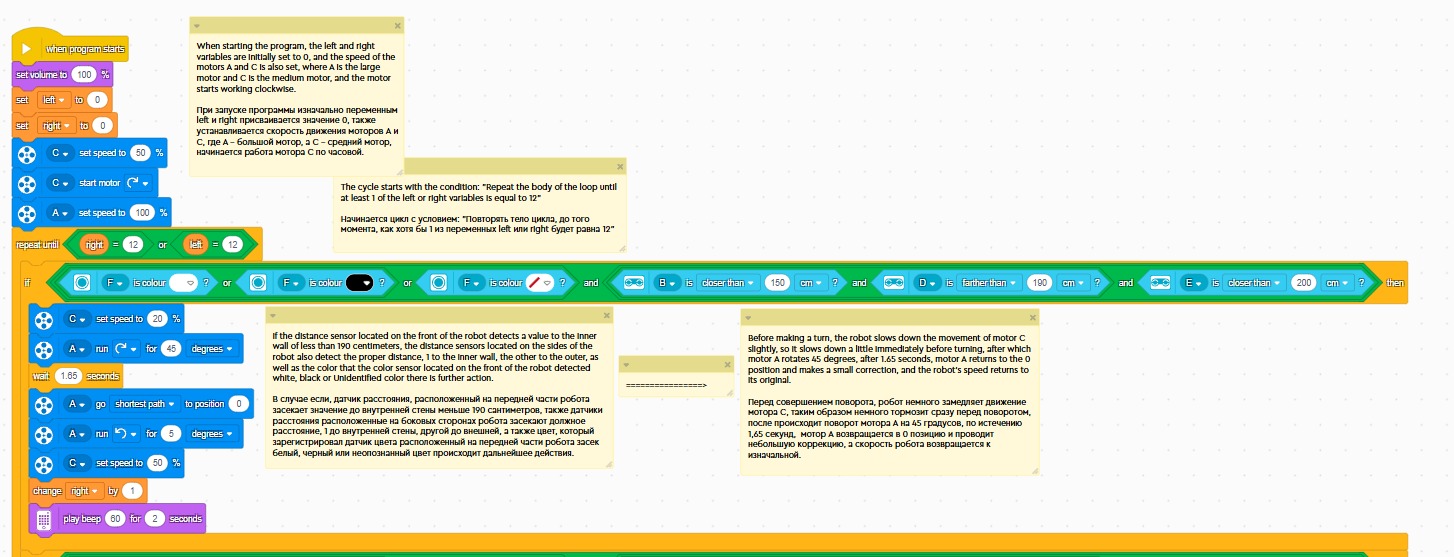 when program starts
set volume to 100 %
set left to 0
set right to 0
C set speed to 50 %
C start motor
A set speed to 100 %
When starting the program, the left and right
variables are initially set to 0, and the speed of the
motors A and C is also set, where A is the large
motor and C is the medium motor, and the motor
starts working clockwise.
При запуске программы изначально переменным
left и right присваивается значение 0, также
устанавливается скорость движения моторов А и
С, где А – большой мотор, а С – средний мотор,
начинается работа мотора С по часовой.
The cycle starts with the condition: "Repeat the body of the loop until
at least 1 of the left or right variables is equal to 12"
Начинается цикл с условием: "Повторять тело цикла, до того
момента, как хотя бы 1 из переменных left или right будет равна 12"
repeat until right = 12 or left = 12
if F is colour ? or F is colour ? or F is colour ? and B is closer than 150 cm ? and D is farther than 190 cm ? and E is closer than 200 cm ? then
C set speed to 20 %
A run for 45 degrees
wait 1.65 seconds
A go shortest path to position 0
A run for 5 degrees
C set speed to 50 %
change right by 1
play beep 60 for 2 seconds
If the distance sensor located on the front of the robot detects a value to the inner
wall of less than 190 centimeters, the distance sensors located on the sides of the
robot also detect the proper distance, 1 to the inner wall, the other to the outer, as
well as the color that the color sensor located on the front of the robot detected
white, black or Unidentified color there is further action.
В случае если, датчик расстояния, расположенный на передней части робота
засекает значение до внутренней стены меньше 190 сантиметров, также датчики
расстояния расположенные на боковых сторонах робота засекают должное
расстояние, 1 до внутренней стены, другой до внешней, а также цвет, который
зарегистрировал датчик цвета расположенный на передней части робота засек
белый, черный или неопознанный цвет происходит дальнейшее действия.
================>
Before making a turn, the robot slows down the movement of motor C
slightly, so it slows down a little immediately before turning, after which
motor A rotates 45 degrees, after 1.65 seconds, motor A returns to the 0
position and makes a small correction, and the robot's speed returns to
its original.
Перед совершением поворота, робот немного замедляет движение
мотора С, таким образом немного тормозит сразу перед поворотом,
после происходит поворот мотора А на 45 градусов, по истечению
1,65 секунд, мотор А возвращается в 0 позицию и проводит
небольшую коррекцию, а скорость робота возвращается к
изначальной.